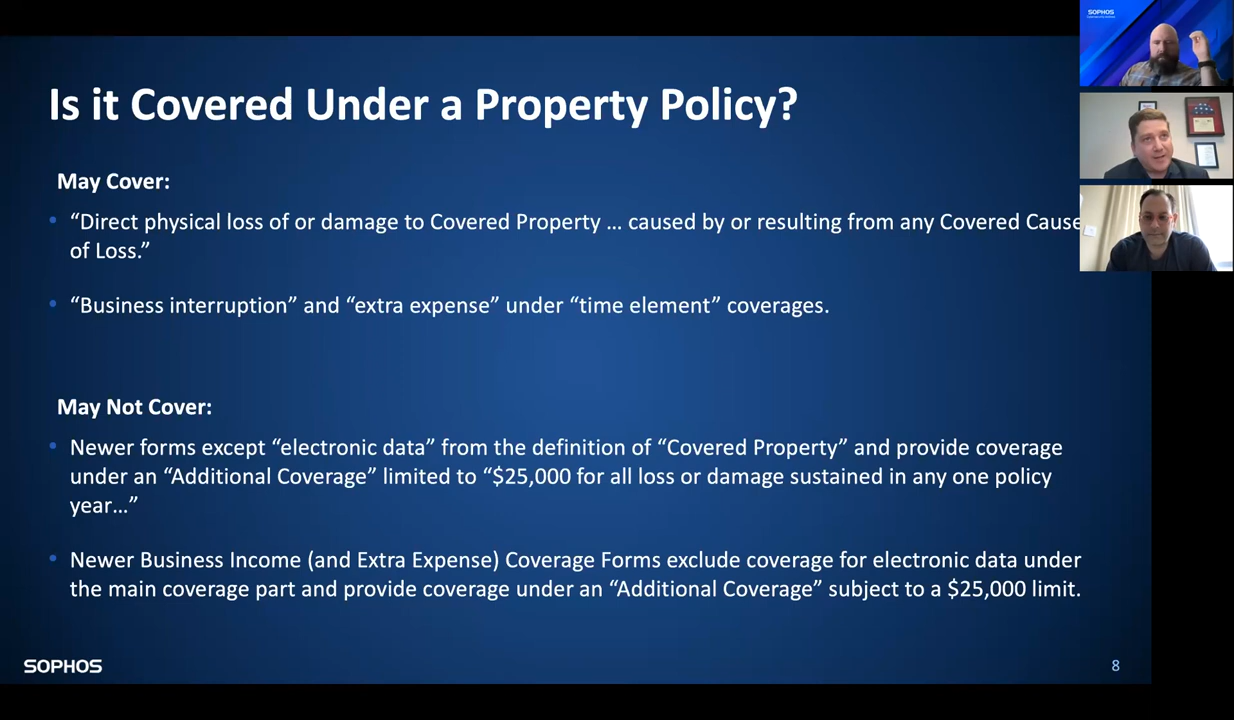 SOPHOS
Is it Covered Under a Property Policy?
May Cover:
• “Direct physical loss of or damage to Covered Property … caused by or resulting from any Covered Cause
of Loss.”
• “Business interruption” and “extra expense” under “time element” coverages.
May Not Cover:
• Newer forms except “electronic data” from the definition of “Covered Property” and provide coverage
under an “Additional Coverage” limited to “$25,000 for all loss or damage sustained in any one policy
year…”
• Newer Business Income (and Extra Expense) Coverage Forms exclude coverage for electronic data under
the main coverage part and provide coverage under an “Additional Coverage” subject to a $25,000 limit.
SOPHOS
8